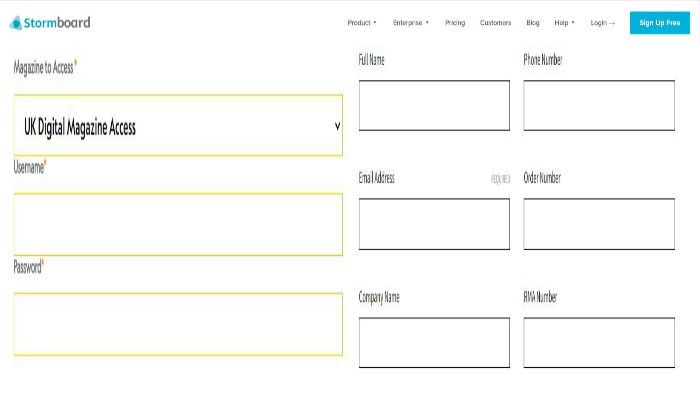 Stormboard
Product Enterprise Pricing Customers Blog Help Login → Sign Up Free
Magazine to Access*
UK Digital Magazine Access
Username*
Password*
Full Name
Phone Number
Email Address REQUIRED
Order Number
Company Name
RMA Number